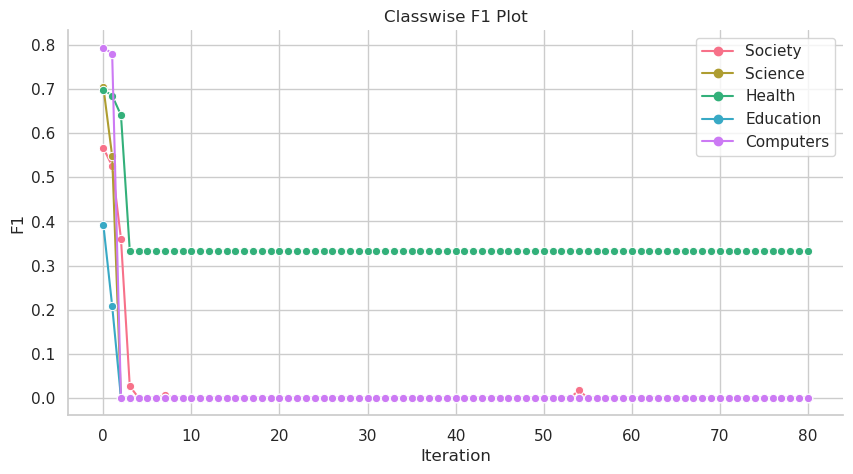 Classwise F1 Plot
Society
Science
Health
Education
Computers
0.8
0.7
0.6
0.5
0.4
0.3
0.2
0.1
0.0
F1
0 10 20 30 40 50 60 70 80
Iteration